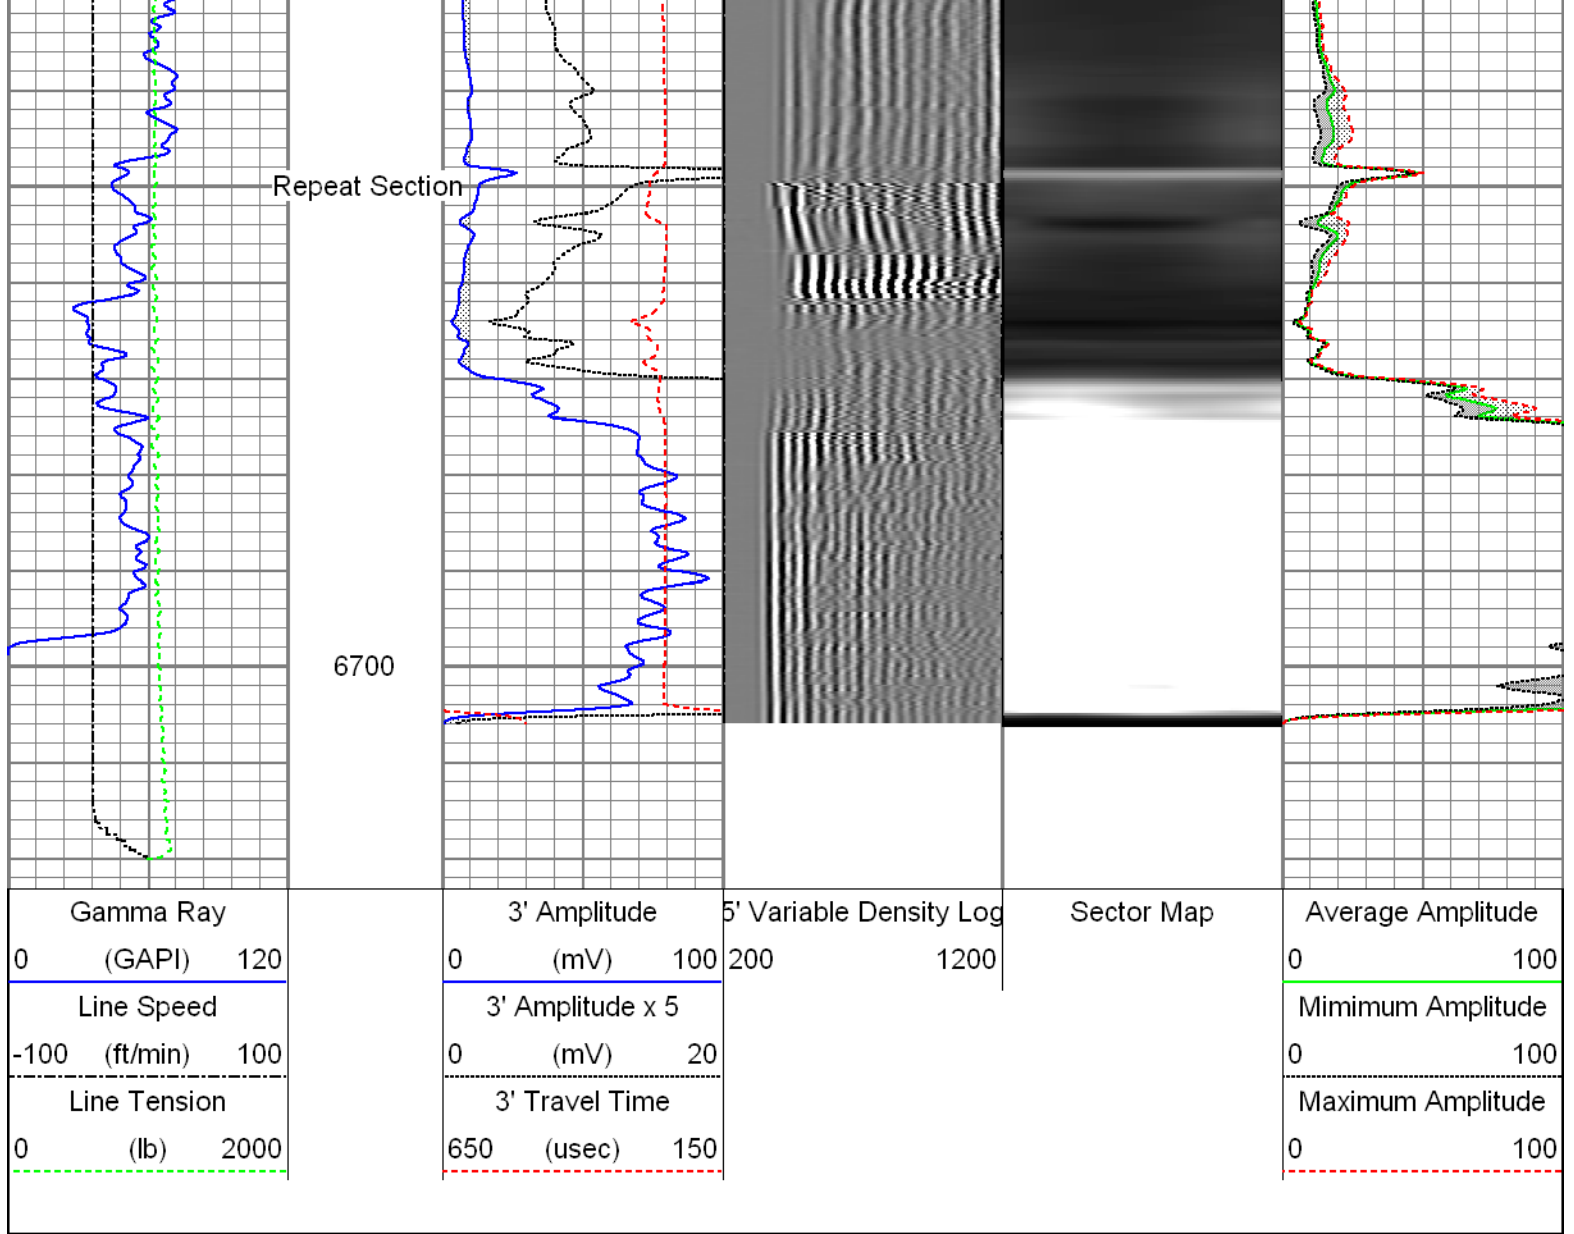 Repeat Section
6700
Gamma Ray
0 (GAPI) 120
Line Speed
-100 (ft/min) 100
Line Tension
0 (lb) 2000
3' Amplitude
0 (mV) 100
3' Amplitude x 5
0 (mV) 20
3' Travel Time
650 (usec) 150
5' Variable Density Log
200 1200
Sector Map
Average Amplitude
0 100
Mimimum Amplitude
0 100
Maximum Amplitude
0 100